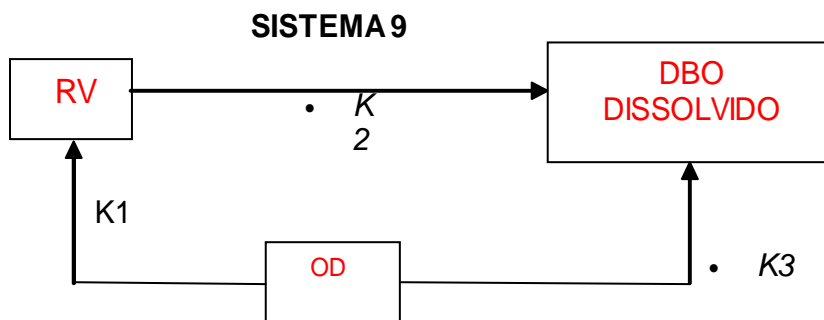 SISTEMA 9
RV
DBO
DISSOLVIDO
• K
2
K1
OD
• K3